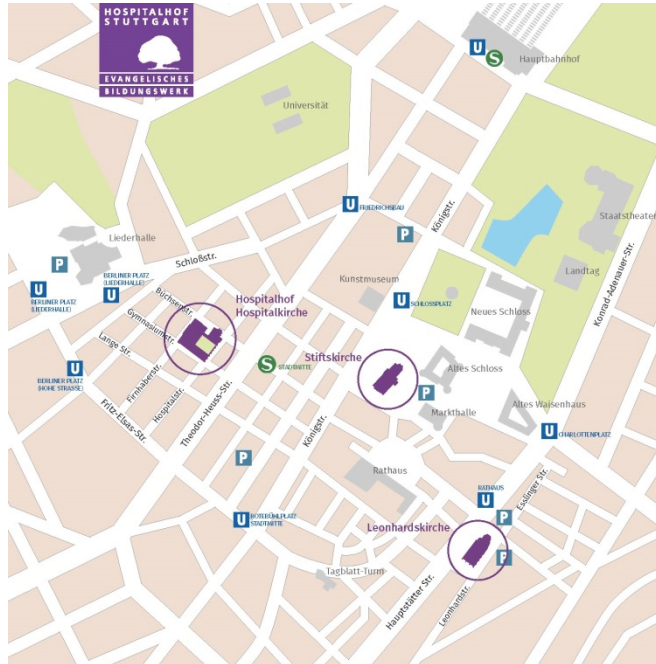 HOSPITALHOF
STUTTGART
EVANGELISCHES
BILDUNGSWERK
U
S
Hauptbahnhof
Universität
U
FRIEDRICHSBAU
P
Königstr.
Staatstheater
Liederhalle
P
U
BERLINER PLATZ
(LIEDERHALLE)
BERLINER PLATZ
(LIEDERHALLE)
U
Schloßstr.
Landtag
Konrad-Adenauer-Str.
Kunstmuseum
U
SCHLOSSPLATZ
Neues Schloss
Büchsenstr.
Gymnasiumstr.
Lange Str.
Firnhaberstr.
Hospitalstr.
Hospitalhof
Hospitalkirche
S
STADTMITTE
Stiftskirche
P
Altes Schloss
U
BERLINER PLATZ
(HOHE STRASSE)
Fritz-Elsas-Str.
Theodor-Heuss-Str.
Königstr.
Markthalle
Altes Waisenhaus
U
CHARLOTTENPLATZ
P
Rathaus
RATHAUS
U
Esslinger Str.
P
U
ROTEBÜHLPLATZ
STADTMITTE
Leonhardskirche
P
Tagblatt-Turm
Hauptstätter Str.
Leonhardstr.